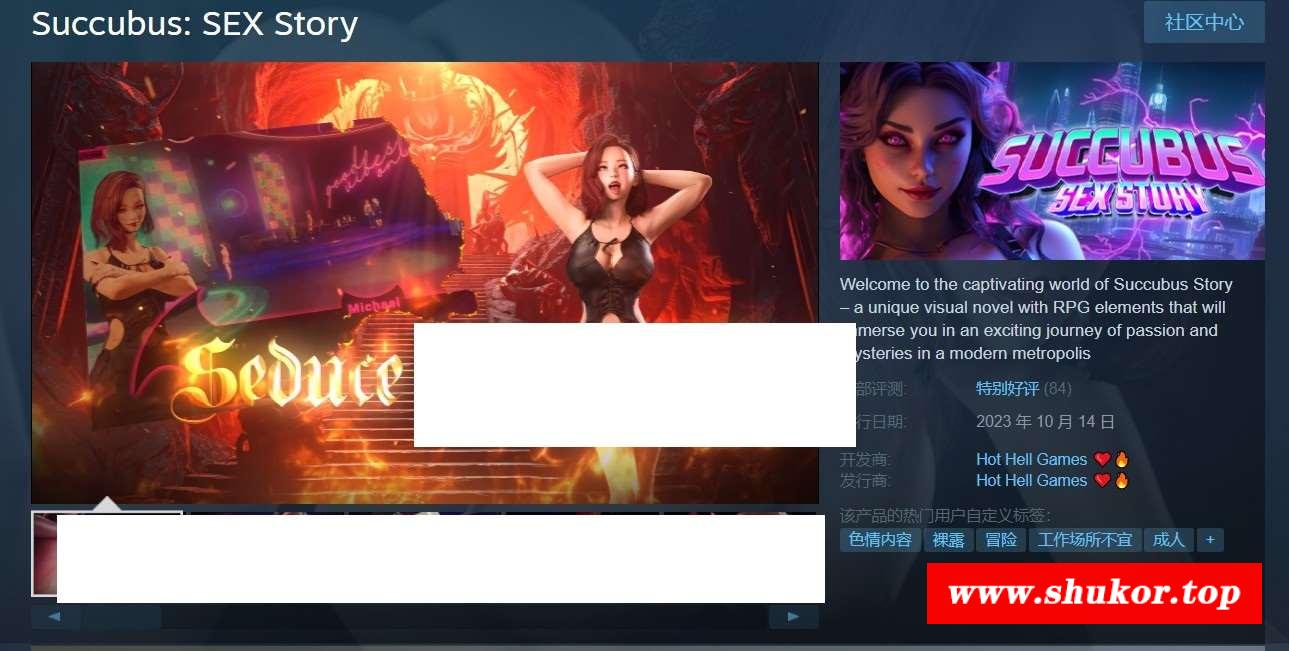 Succubus: SEX Story
社区中心
Michael
Seduce
SUCCUBUS
SEX STORY
Welcome to the captivating world of Succubus Story
– a unique visual novel with RPG elements that will
merse you in an exciting journey of passion and
ysteries in a modern metropolis
部评测: 特别好评 (84)
行日期: 2023 年 10 月 14 日
开发商: Hot Hell Games
发行商: Hot Hell Games
该产品的热门用户自定义标签:
色情内容 裸露 冒险 工作场所不宜 成人 +
www.shukor.top